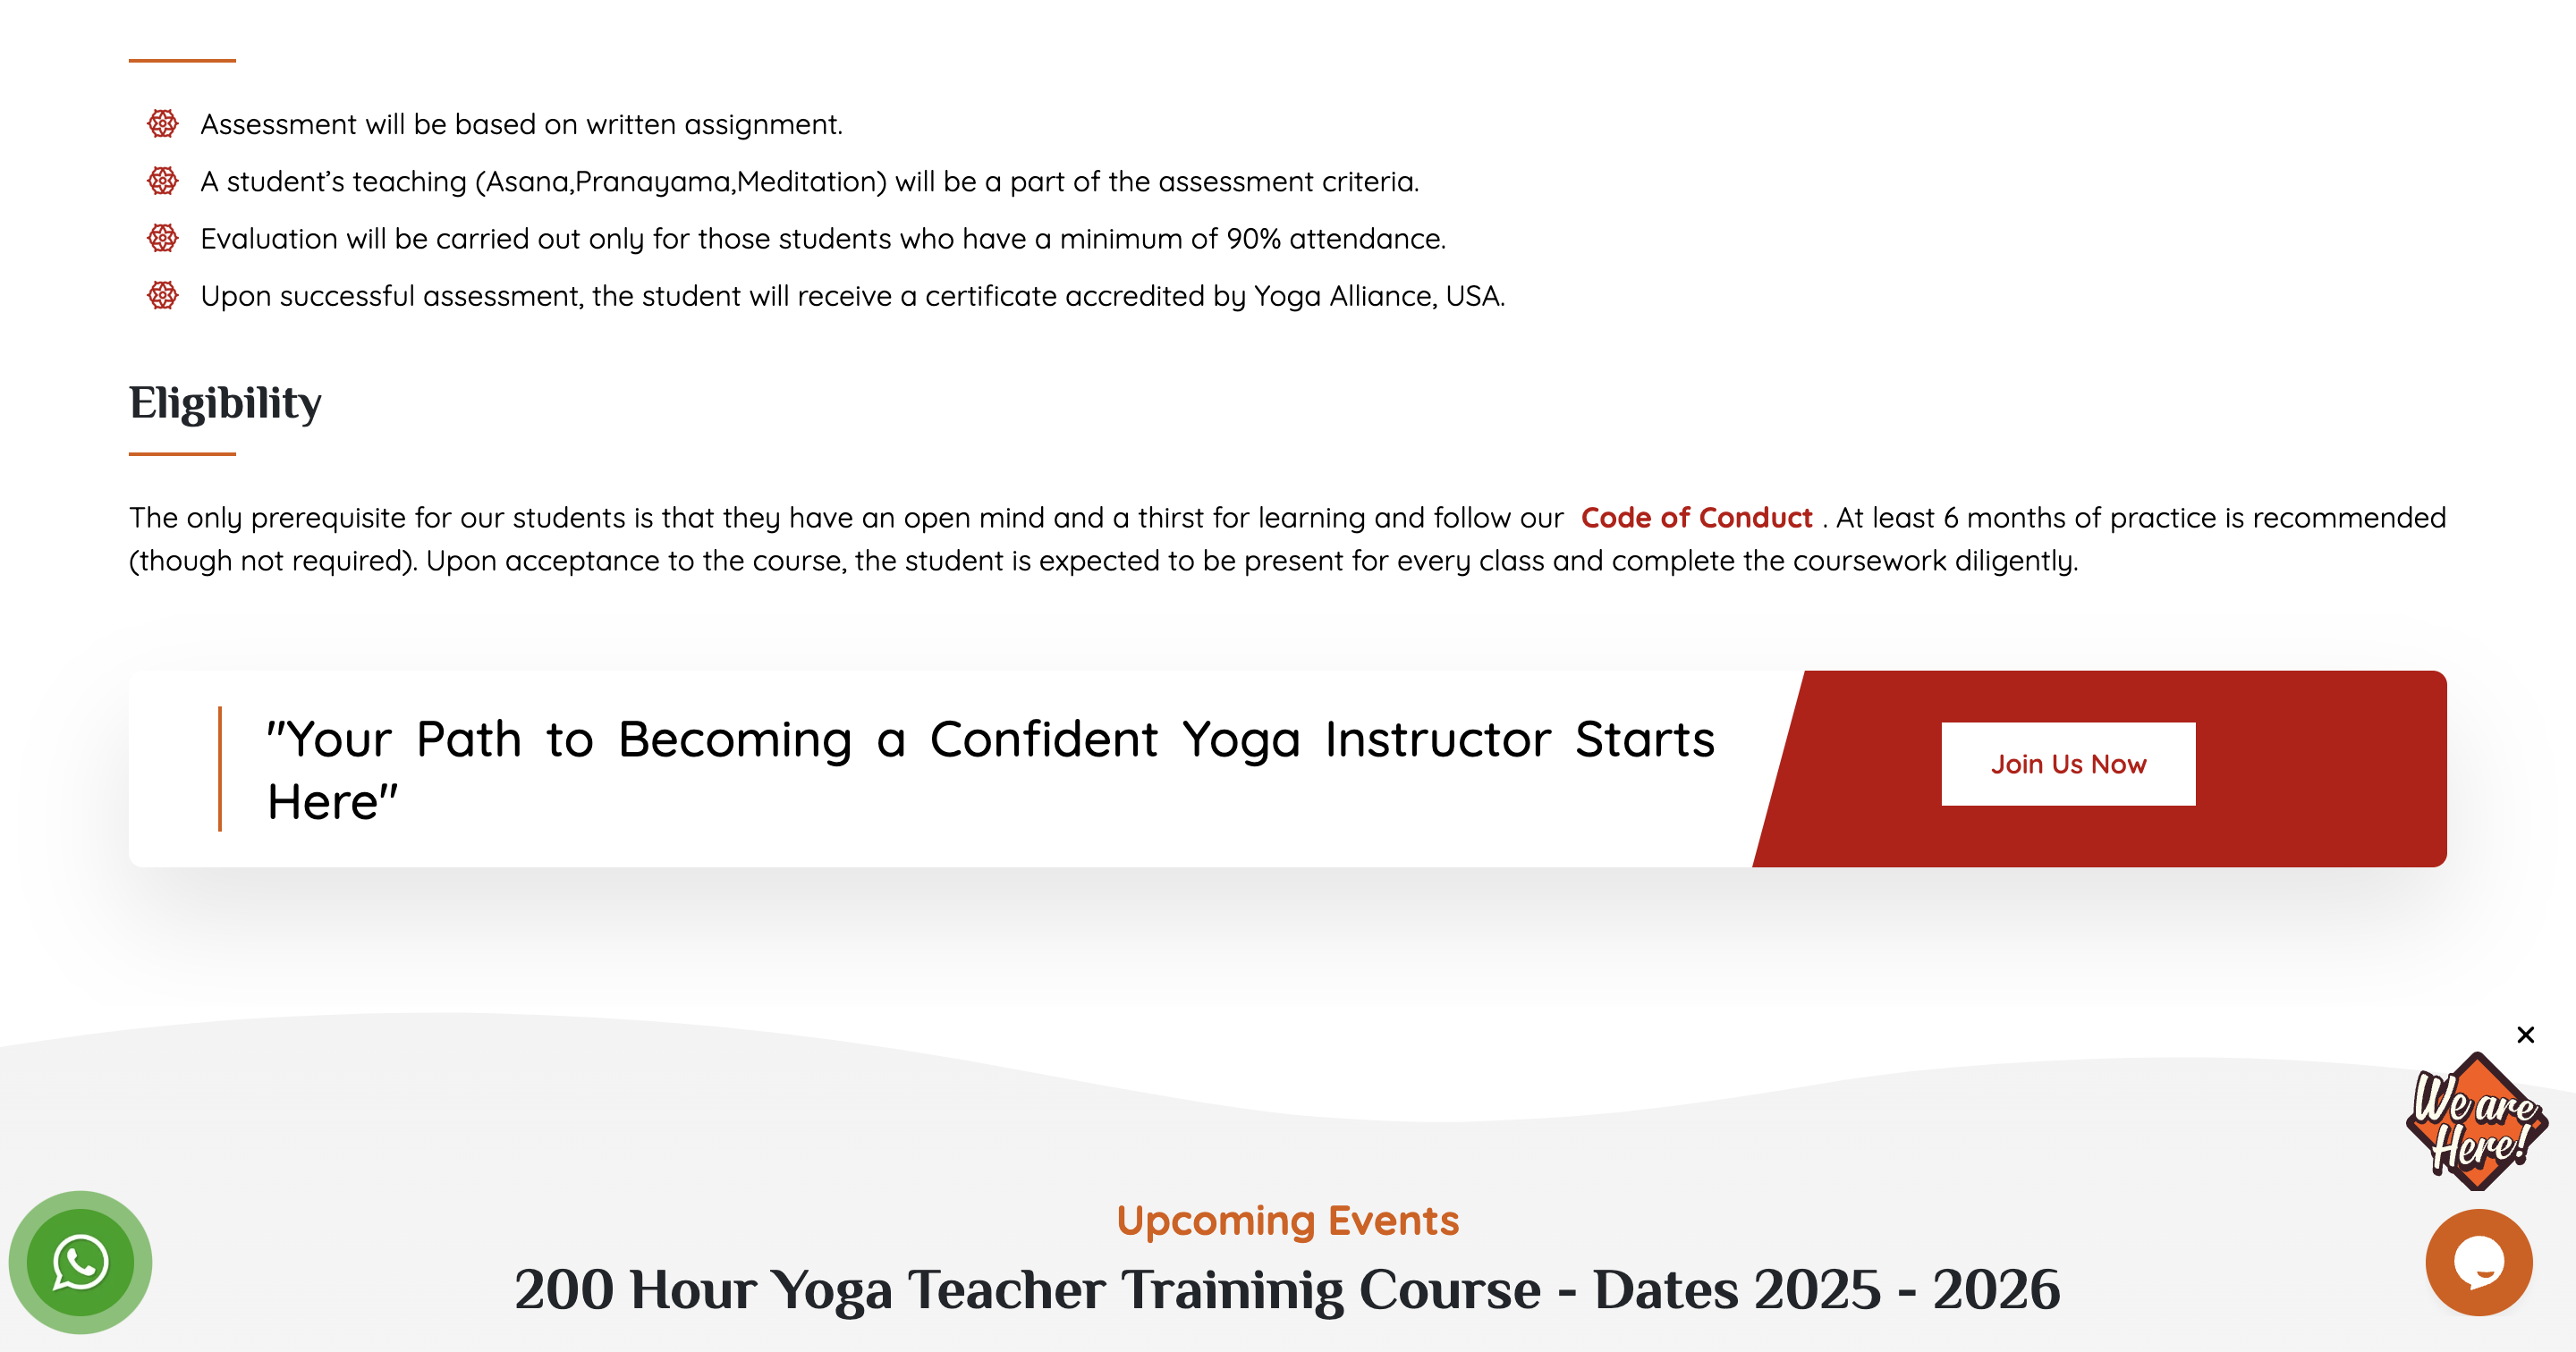 Assessment will be based on written assignment.
A student’s teaching (Asana,Pranayama,Meditation) will be a part of the assessment criteria.
Evaluation will be carried out only for those students who have a minimum of 90% attendance.
Upon successful assessment, the student will receive a certificate accredited by Yoga Alliance, USA.
Eligibility
The only prerequisite for our students is that they have an open mind and a thirst for learning and follow our Code of Conduct . At least 6 months of practice is recommended
(though not required). Upon acceptance to the course, the student is expected to be present for every class and complete the coursework diligently.
"Your Path to Becoming a Confident Yoga Instructor Starts
Here"
Join Us Now
We are
Here!
Upcoming Events
200 Hour Yoga Teacher Traininig Course - Dates 2025 - 2026